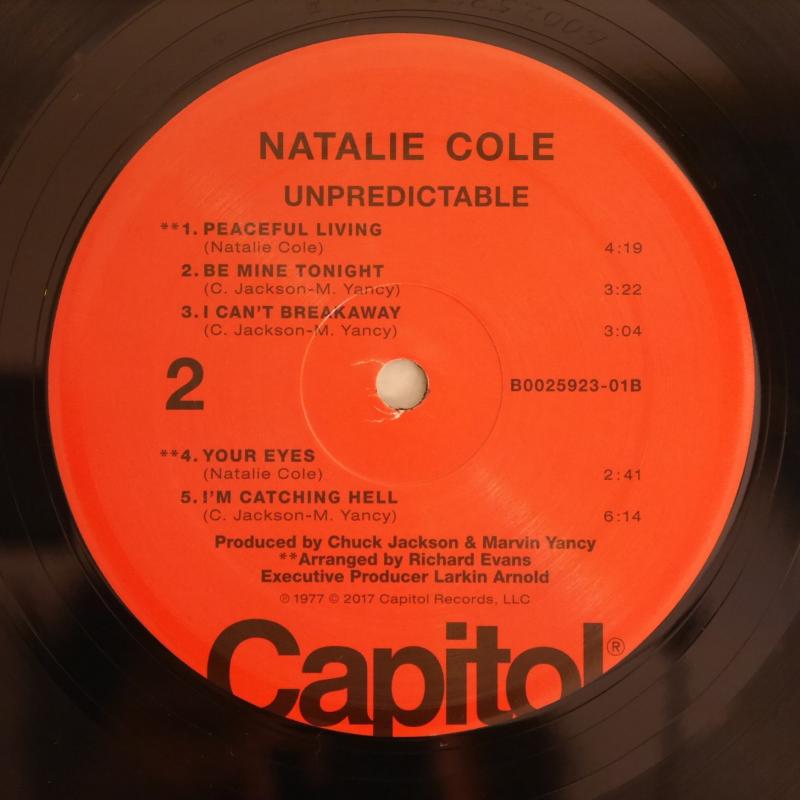 NATALIE COLE
UNPREDICTABLE
**1. PEACEFUL LIVING
(Natalie Cole) 4:19
2. BE MINE TONIGHT
(C. Jackson-M. Yancy) 3:22
3. I CAN'T BREAKAWAY
(C. Jackson-M. Yancy) 3:04
2 B0025923-01B
**4. YOUR EYES
(Natalie Cole) 2:41
5. I'M CATCHING HELL
(C. Jackson-M. Yancy) 6:14
Produced by Chuck Jackson & Marvin Yancy
**Arranged by Richard Evans
Executive Producer Larkin Arnold
℗ 1977 © 2017 Capitol Records, LLC
Capitol®